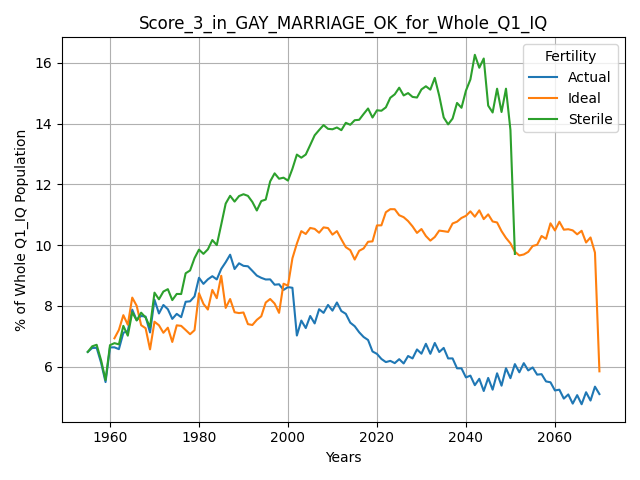 Score_3_in_GAY_MARRIAGE_OK_for_Whole_Q1_IQ
% of Whole Q1_IQ Population
16
14
12
10
8
6
Fertility
Actual
Ideal
Sterile
1960 1980 2000 2020 2040 2060
Years